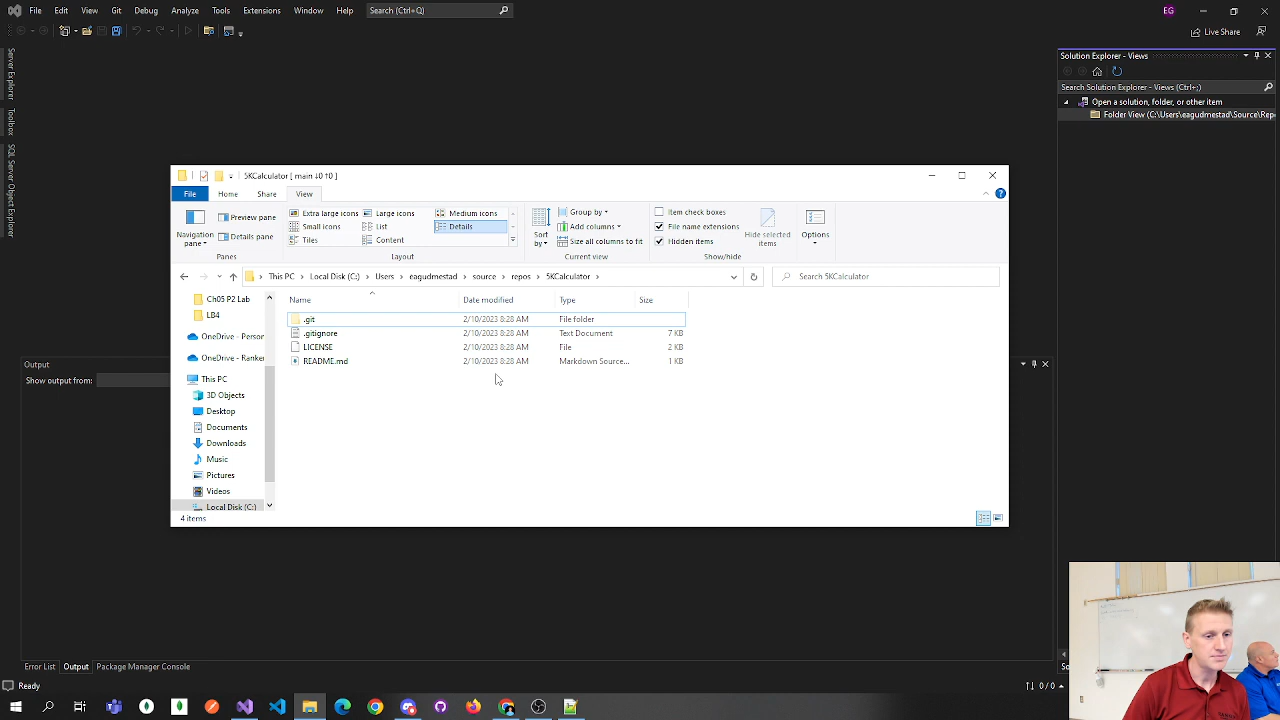 File Edit View Git Debug Analyze Tools Extensions Window Help Search (Ctrl+Q) EG
Live Share
Server Explorer
Toolbox
SQL Server Object Explorer
Solution Explorer - Views
Search Solution Explorer - Views (Ctrl+;)
Open a solution, folder, or other item
Folder View (C:\Users\eagudmestad\Source\Rep
5KCalculator [ main ↓0 ↑0 ]
File Home Share View
Navigation pane
Preview pane
Details pane
Panes
Extra large icons Large icons Medium icons
Small icons List Details
Tiles Content
Layout
Sort by
Group by
Add columns
Size all columns to fit
Current view
Item check boxes
File name extensions
Hidden items
Hide selected items
Show/hide
Options
This PC > Local Disk (C:) > Users > eagudmestad > source > repos > 5KCalculator >
Search 5KCalculator
Ch05 P2 Lab
LB4
OneDrive - Person
OneDrive - Ranken
This PC
3D Objects
Desktop
Documents
Downloads
Music
Pictures
Videos
Local Disk (C:)
Name Date modified Type Size
.git 2/10/2023 8:28 AM File folder
.gitignore 2/10/2023 8:28 AM Text Document 7 KB
LICENSE 2/10/2023 8:28 AM File 2 KB
README.md 2/10/2023 8:28 AM Markdown Source... 1 KB
4 items
Output
Show output from:
Error List Output Package Manager Console
Ready
0 / 0